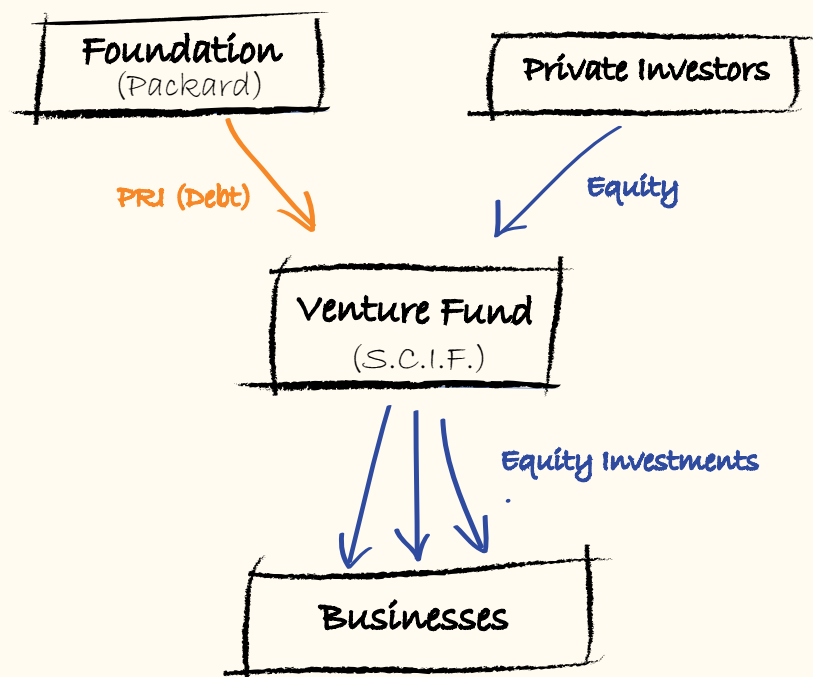 Foundation
(Packard)
Private Investors
PRI (Debt)
Equity
Venture Fund
(S.C.I.F.)
Equity Investments
.
Businesses